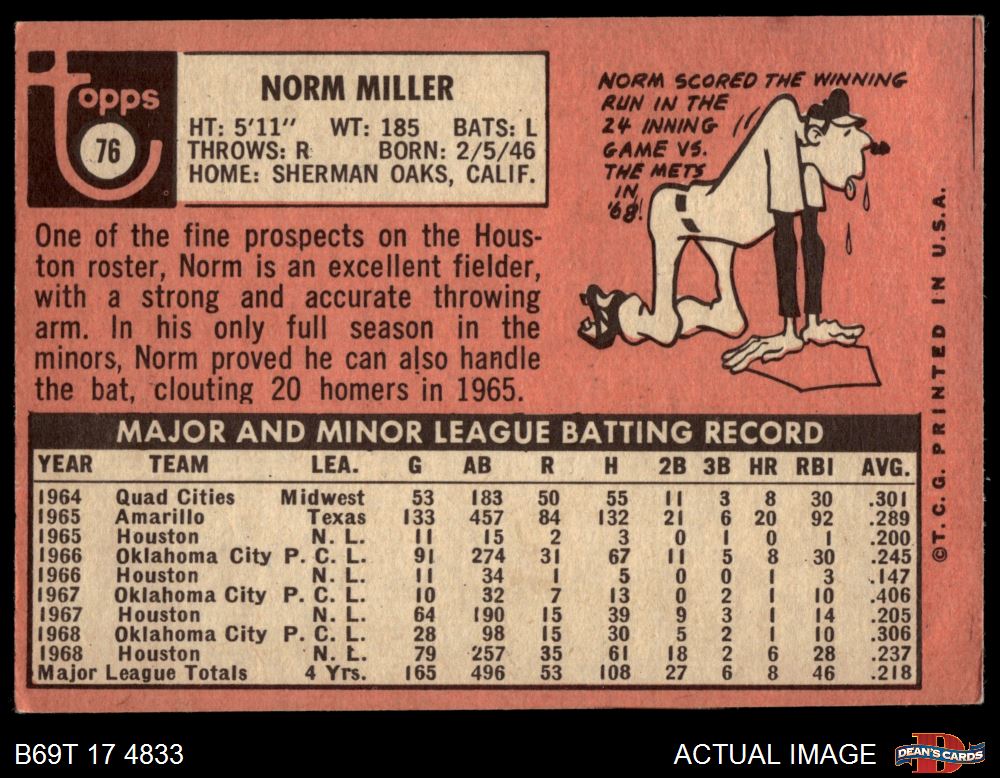 Topps
76
NORM MILLER
HT: 5'11" WT: 185 BATS: L
THROWS: R BORN: 2/5/46
HOME: SHERMAN OAKS, CALIF.
NORM SCORED THE WINNING
RUN IN THE
24 INNING
GAME VS.
THE METS
IN
'68!
One of the fine prospects on the Hous-
ton roster, Norm is an excellent fielder,
with a strong and accurate throwing
arm. In his only full season in the
minors, Norm proved he can also handle
the bat, clouting 20 homers in 1965.
MAJOR AND MINOR LEAGUE BATTING RECORD
YEAR TEAM LEA. G AB R H 2B 3B HR RBI AVG.
1964 Quad Cities Midwest 53 183 50 55 11 3 8 30 .301
1965 Amarillo Texas 133 457 84 132 21 6 20 92 .289
1965 Houston N. L. 11 15 2 3 0 1 0 1 .200
1966 Oklahoma City P. C. L. 91 274 31 67 11 5 8 30 .245
1966 Houston N. L. 11 34 1 5 0 0 1 3 .147
1967 Oklahoma City P. C. L. 10 32 7 13 0 2 1 10 .406
1967 Houston N. L. 64 190 15 39 9 3 1 14 .205
1968 Oklahoma City P. C. L. 28 98 15 30 5 2 1 10 .306
1968 Houston N. L. 79 257 35 61 18 2 6 28 .237
Major League Totals 4 Yrs. 165 496 53 108 27 6 8 46 .218
©T. C. G. PRINTED IN U.S.A.
B69T 17 4833
ACTUAL IMAGE
DEAN'S CARDS